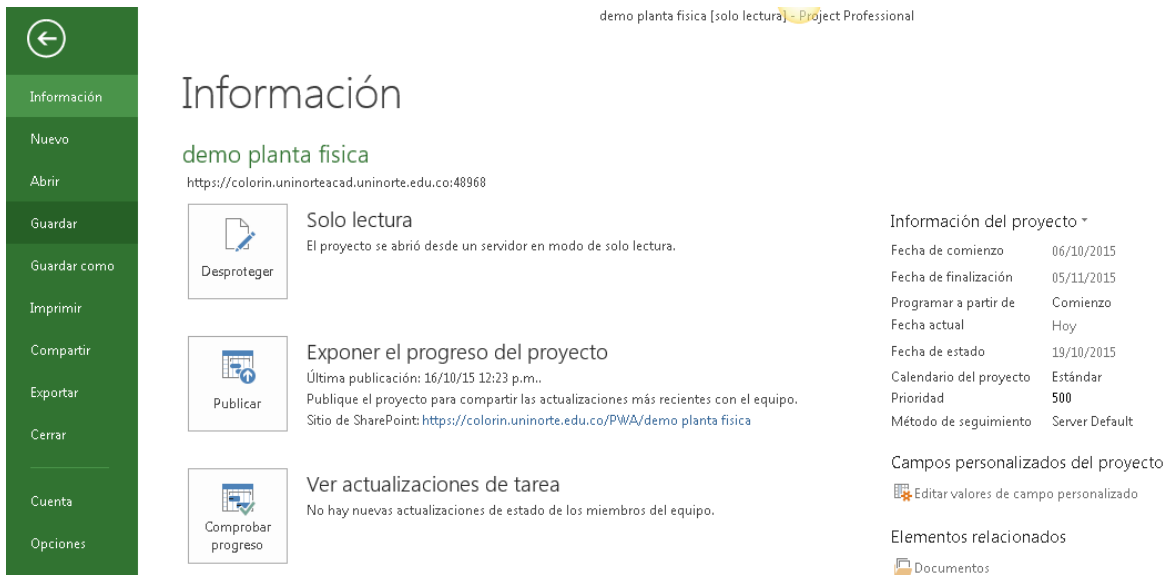 demo planta fisica [solo lectura] - Project Professional
Información
Nuevo
Abrir
Guardar
Guardar como
Imprimir
Compartir
Exportar
Cerrar
Cuenta
Opciones
Información
demo planta fisica
https://colorin.uninorteacad.uninorte.edu.co:48968
Desproteger
Solo lectura
El proyecto se abrió desde un servidor en modo de solo lectura.
Publicar
Exponer el progreso del proyecto
Última publicación: 16/10/15 12:23 p.m..
Publique el proyecto para compartir las actualizaciones más recientes con el equipo.
Sitio de SharePoint: https://colorin.uninorte.edu.co/PWA/demo planta fisica
Comprobar
progreso
Ver actualizaciones de tarea
No hay nuevas actualizaciones de estado de los miembros del equipo.
Información del proyecto
Fecha de comienzo 06/10/2015
Fecha de finalización 05/11/2015
Programar a partir de Comienzo
Fecha actual Hoy
Fecha de estado 19/10/2015
Calendario del proyecto Estándar
Prioridad 500
Método de seguimiento Server Default
Campos personalizados del proyecto
Editar valores de campo personalizado
Elementos relacionados
Documentos